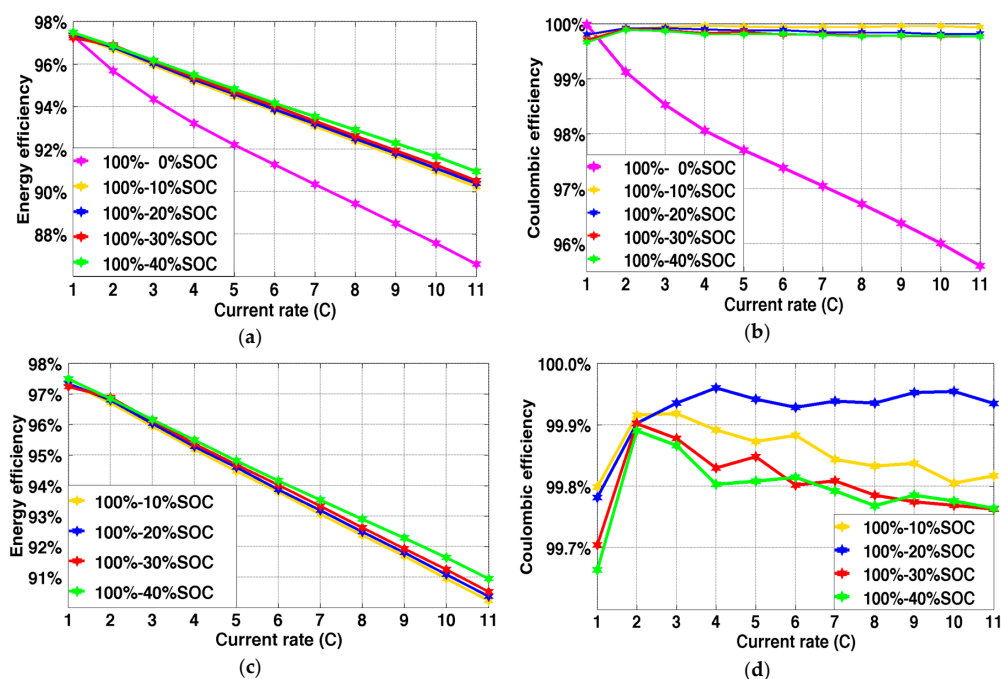 98%
96%
94%
92%
90%
88%
Energy efficiency
100%- 0%SOC
100%-10%SOC
100%-20%SOC
100%-30%SOC
100%-40%SOC
1 2 3 4 5 6 7 8 9 10 11
Current rate (C)
(a)
100%
99%
98%
97%
96%
Coulombic efficiency
100%- 0%SOC
100%-10%SOC
100%-20%SOC
100%-30%SOC
100%-40%SOC
1 2 3 4 5 6 7 8 9 10 11
Current rate (C)
(b)
98%
97%
96%
95%
94%
93%
92%
91%
Energy efficiency
100%-10%SOC
100%-20%SOC
100%-30%SOC
100%-40%SOC
1 2 3 4 5 6 7 8 9 10 11
Current rate (C)
(c)
100.0%
99.9%
99.8%
99.7%
Coulombic efficiency
100%-10%SOC
100%-20%SOC
100%-30%SOC
100%-40%SOC
1 2 3 4 5 6 7 8 9 10 11
Current rate (C)
(d)